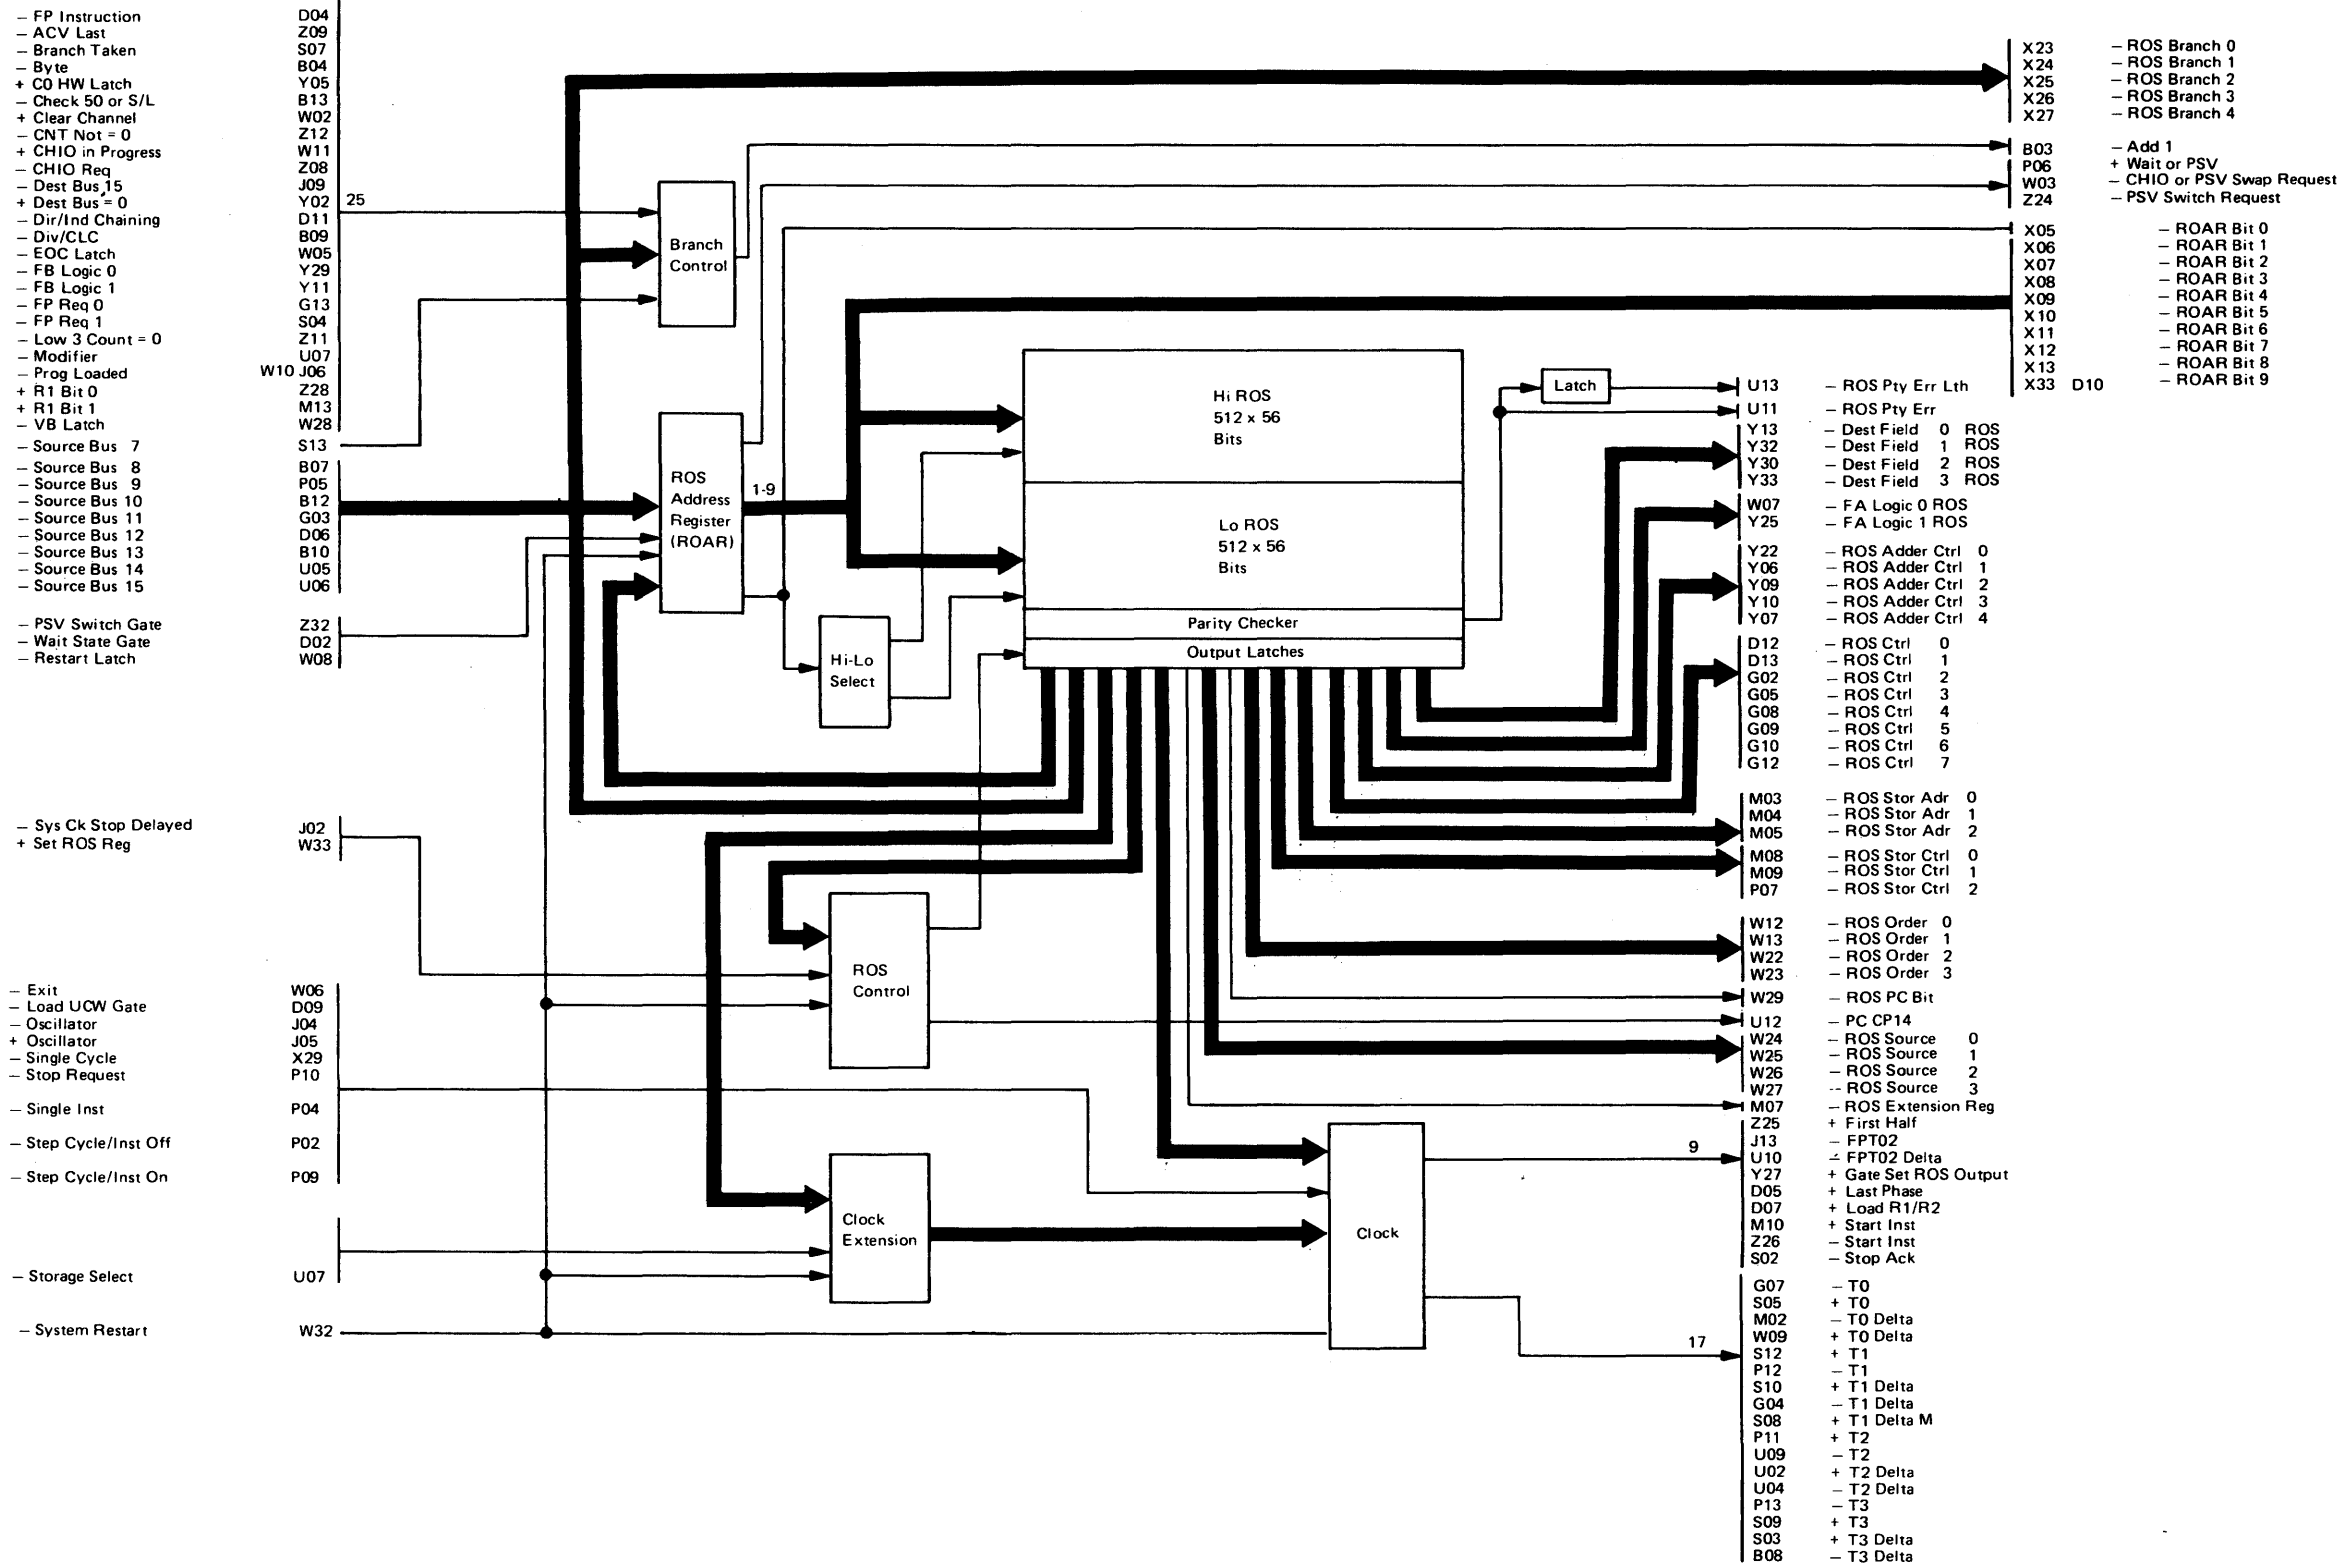 − FP Instruction D04
− ACV Last Z09
− Branch Taken S07
− Byte B04
+ C0 HW Latch Y05
− Check 50 or S/L B13
+ Clear Channel W02
− CNT Not = 0 Z12
+ CHIO in Progress W11
− CHIO Req Z08
− Dest Bus 15 J09
+ Dest Bus = 0 Y02
− Dir/Ind Chaining D11
− Div/CLC B09
− EOC Latch W05
− FB Logic 0 Y29
− FB Logic 1 Y11
− FP Req 0 G13
− FP Req 1 S04
− Low 3 Count = 0 Z11
− Modifier U07
− Prog Loaded W10 J06
+ R1 Bit 0 Z28
+ R1 Bit 1 M13
− VB Latch W28
− Source Bus 7 S13
− Source Bus 8 B07
− Source Bus 9 P05
− Source Bus 10 B12
− Source Bus 11 G03
− Source Bus 12 D06
− Source Bus 13 B10
− Source Bus 14 U05
− Source Bus 15 U06
− PSV Switch Gate Z32
− Wait State Gate D02
− Restart Latch W08
− Sys Ck Stop Delayed J02
+ Set ROS Reg W33
− Exit W06
− Load UCW Gate D09
− Oscillator J04
+ Oscillator J05
− Single Cycle X29
− Stop Request P10
− Single Inst P04
− Step Cycle/Inst Off P02
− Step Cycle/Inst On P09
− Storage Select U07
− System Restart W32
25
Branch
Control
ROS
Address
Register
(ROAR)
1-9
Hi-Lo
Select
Hi ROS
512 x 56
Bits
Lo ROS
512 x 56
Bits
Parity Checker
Output Latches
Latch
ROS
Control
Clock
Extension
Clock
9
17
X23 − ROS Branch 0
X24 − ROS Branch 1
X25 − ROS Branch 2
X26 − ROS Branch 3
X27 − ROS Branch 4
B03 − Add 1
P06 + Wait or PSV
W03 − CHIO or PSV Swap Request
Z24 − PSV Switch Request
X05 − ROAR Bit 0
X06 − ROAR Bit 1
X07 − ROAR Bit 2
X08 − ROAR Bit 3
X09 − ROAR Bit 4
X10 − ROAR Bit 5
X11 − ROAR Bit 6
X12 − ROAR Bit 7
X13 − ROAR Bit 8
X33 D10 − ROAR Bit 9
U13 − ROS Pty Err Lth
U11 − ROS Pty Err
Y13 − Dest Field 0 ROS
Y32 − Dest Field 1 ROS
Y30 − Dest Field 2 ROS
Y33 − Dest Field 3 ROS
W07 − FA Logic 0 ROS
Y25 − FA Logic 1 ROS
Y22 − ROS Adder Ctrl 0
Y06 − ROS Adder Ctrl 1
Y09 − ROS Adder Ctrl 2
Y10 − ROS Adder Ctrl 3
Y07 − ROS Adder Ctrl 4
D12 − ROS Ctrl 0
D13 − ROS Ctrl 1
G02 − ROS Ctrl 2
G05 − ROS Ctrl 3
G08 − ROS Ctrl 4
G09 − ROS Ctrl 5
G10 − ROS Ctrl 6
G12 − ROS Ctrl 7
M03 − ROS Stor Adr 0
M04 − ROS Stor Adr 1
M05 − ROS Stor Adr 2
M08 − ROS Stor Ctrl 0
M09 − ROS Stor Ctrl 1
P07 − ROS Stor Ctrl 2
W12 − ROS Order 0
W13 − ROS Order 1
W22 − ROS Order 2
W23 − ROS Order 3
W29 − ROS PC Bit
U12 − PC CP14
W24 − ROS Source 0
W25 − ROS Source 1
W26 − ROS Source 2
W27 -- ROS Source 3
M07 − ROS Extension Reg
Z25 + First Half
J13 − FPT02
U10 − FPT02 Delta
Y27 + Gate Set ROS Output
D05 + Last Phase
D07 + Load R1/R2
M10 + Start Inst
Z26 − Start Inst
S02 − Stop Ack
G07 − T0
S05 + T0
M02 − T0 Delta
W09 + T0 Delta
S12 + T1
P12 − T1
S10 + T1 Delta
G04 − T1 Delta
S08 + T1 Delta M
P11 + T2
U09 − T2
U02 + T2 Delta
U04 − T2 Delta
P13 − T3
S09 + T3
S03 + T3 Delta
B08 − T3 Delta